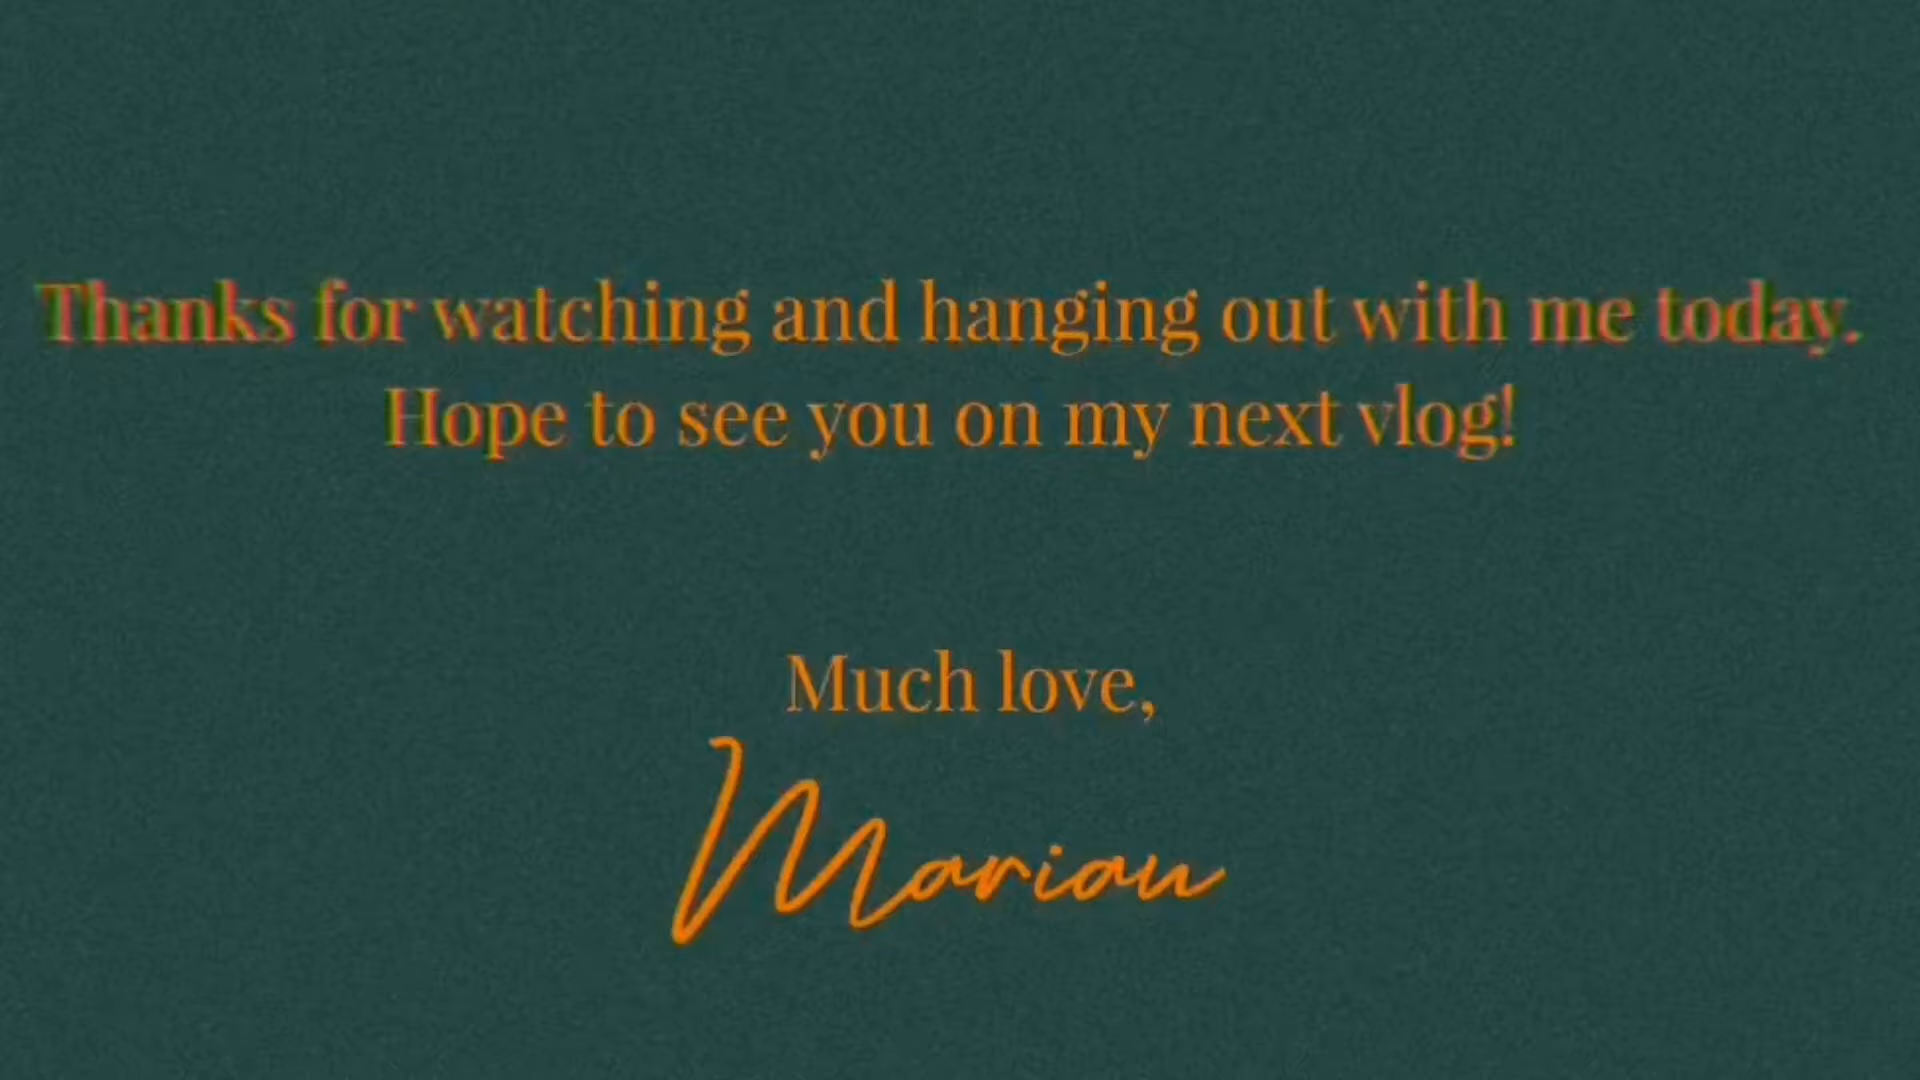 Thanks for watching and hanging out with me today.
Hope to see you on my next vlog!
Much love,
Marian